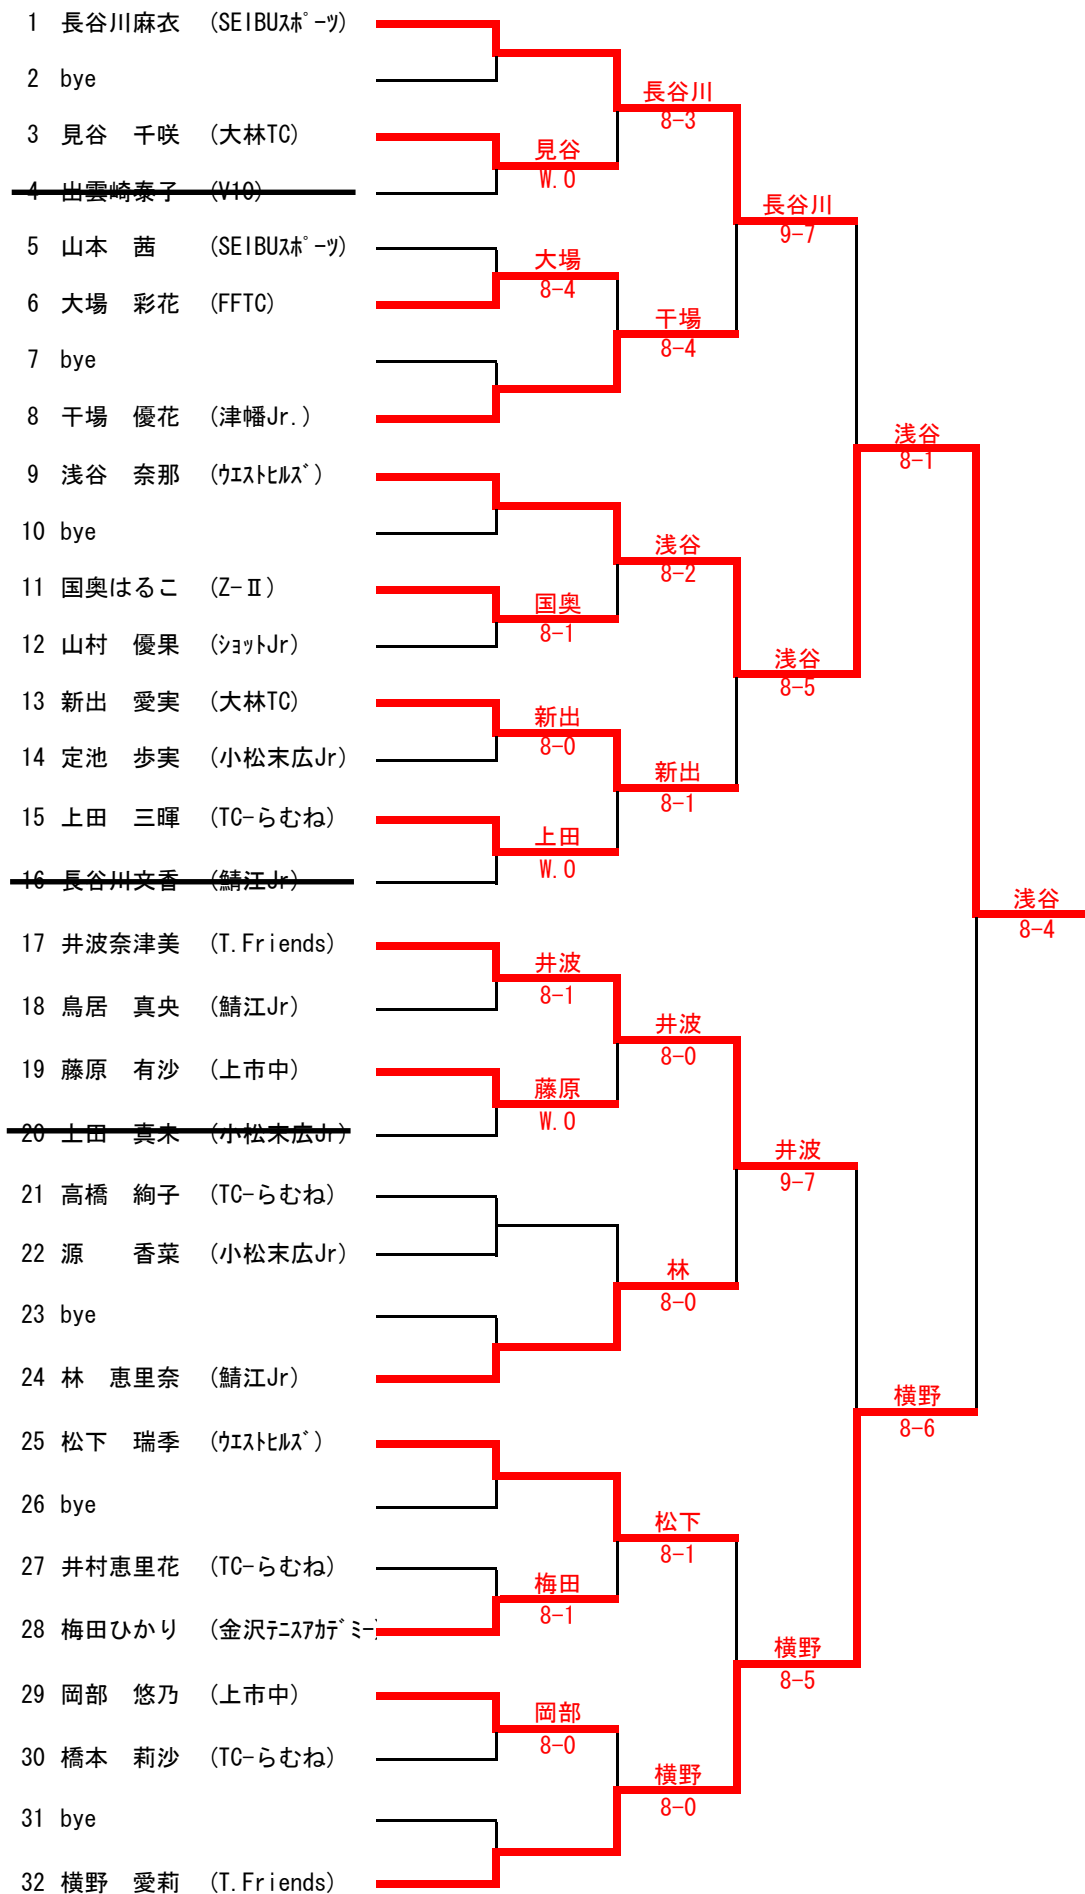 1 長谷川麻衣 (SEIBUｽﾎﾟｰﾂ)
2 bye
長谷川
8-3
3 見谷　千咲 (大林TC)
見谷
W.O
4 出雲崎泰子 (V10)
長谷川
9-7
5 山本　茜 (SEIBUｽﾎﾟｰﾂ)
大場
8-4
6 大場　彩花 (FFTC)
干場
8-4
7 bye
8 干場　優花 (津幡Jr.)
浅谷
8-1
9 浅谷　奈那 (ｳｴｽﾄﾋﾙｽﾞ)
10 bye
浅谷
8-2
11 国奥はるこ (Z-Ⅱ)
国奥
8-1
12 山村　優果 (ｼｮｯﾄJr)
浅谷
8-5
13 新出　愛実 (大林TC)
新出
8-0
14 定池　歩実 (小松末広Jr)
新出
8-1
15 上田　三暉 (TC-らむね)
上田
W.O
16 長谷川文香 (鯖江Jr)
浅谷
8-4
17 井波奈津美 (T.Friends)
井波
8-1
18 鳥居　真央 (鯖江Jr)
井波
8-0
19 藤原　有沙 (上市中)
藤原
W.O
20 上田　真未 (小松末広Jr)
井波
9-7
21 高橋　絢子 (TC-らむね)
22 源　　香菜 (小松末広Jr)
林
8-0
23 bye
24 林　恵里奈 (鯖江Jr)
横野
8-6
25 松下　瑞季 (ｳｴｽﾄﾋﾙｽﾞ)
26 bye
松下
8-1
27 井村恵里花 (TC-らむね)
梅田
8-1
28 梅田ひかり (金沢ﾃﾆｽｱｶﾃﾞﾐｰ)
横野
8-5
29 岡部　悠乃 (上市中)
岡部
8-0
30 橋本　莉沙 (TC-らむね)
横野
8-0
31 bye
32 横野　愛莉 (T.Friends)